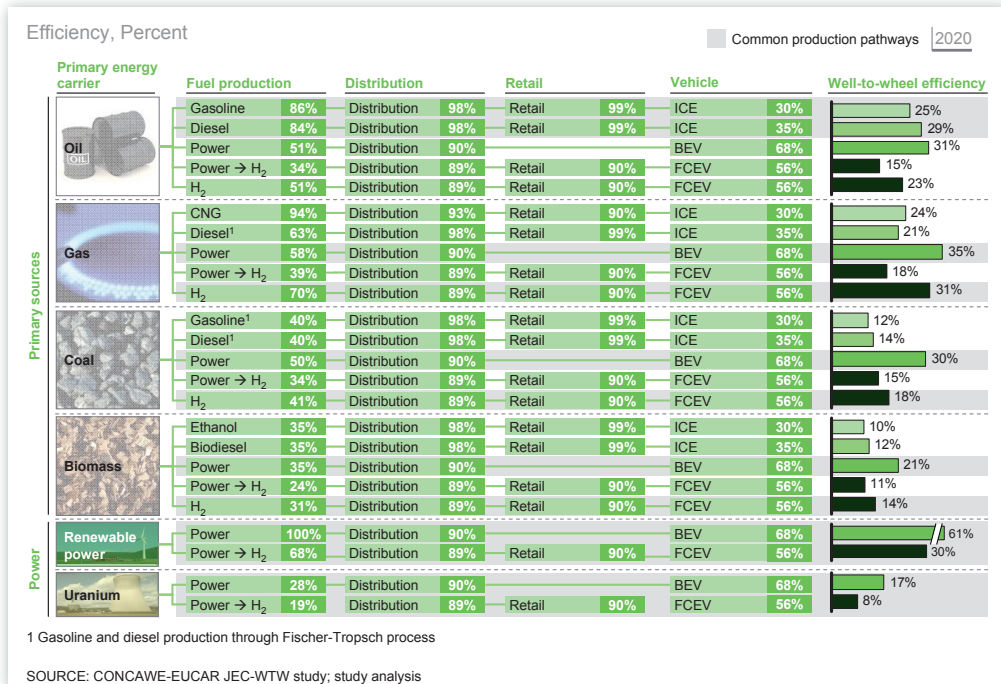 Efficiency, Percent
Common production pathways 2020
Primary energy carrier Fuel production Distribution Retail Vehicle Well-to-wheel efficiency
Primary sources
Oil
OIL
Gasoline 86% Distribution 98% Retail 99% ICE 30% 25%
Diesel 84% Distribution 98% Retail 99% ICE 35% 29%
Power 51% Distribution 90% BEV 68% 31%
Power → H₂ 34% Distribution 89% Retail 90% FCEV 56% 15%
H₂ 51% Distribution 89% Retail 90% FCEV 56% 23%
Gas
CNG 94% Distribution 93% Retail 90% ICE 30% 24%
Diesel¹ 63% Distribution 98% Retail 99% ICE 35% 21%
Power 58% Distribution 90% BEV 68% 35%
Power → H₂ 39% Distribution 89% Retail 90% FCEV 56% 18%
H₂ 70% Distribution 89% Retail 90% FCEV 56% 31%
Coal
Gasoline¹ 40% Distribution 98% Retail 99% ICE 30% 12%
Diesel¹ 40% Distribution 98% Retail 99% ICE 35% 14%
Power 50% Distribution 90% BEV 68% 30%
Power → H₂ 34% Distribution 89% Retail 90% FCEV 56% 15%
H₂ 41% Distribution 89% Retail 90% FCEV 56% 18%
Biomass
Ethanol 35% Distribution 98% Retail 99% ICE 30% 10%
Biodiesel 35% Distribution 98% Retail 99% ICE 35% 12%
Power 35% Distribution 90% BEV 68% 21%
Power → H₂ 24% Distribution 89% Retail 90% FCEV 56% 11%
H₂ 31% Distribution 89% Retail 90% FCEV 56% 14%
Power
Renewable power
Power 100% Distribution 90% BEV 68% 61%
Power → H₂ 68% Distribution 89% Retail 90% FCEV 56% 30%
Uranium
Power 28% Distribution 90% BEV 68% 17%
Power → H₂ 19% Distribution 89% Retail 90% FCEV 56% 8%
1 Gasoline and diesel production through Fischer-Tropsch process
SOURCE: CONCAWE-EUCAR JEC-WTW study; study analysis